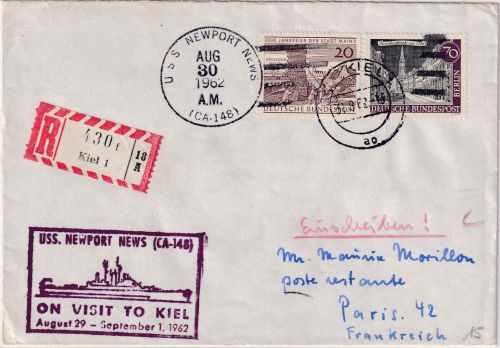 U.S.S. NEWPORT NEWS
AUG
30
1962
A.M.
(CA-148)
2000 JAHRFEIER DER STADT MAINZ
20
DEUTSCHE BUNDESPOST
70
BERLIN
DEUTSCHE BUNDESPOST
KIEL
ao
R
430 f
Kiel 1
18
A
Einschreiben!
USS. NEWPORT NEWS (CA-148)
ON VISIT TO KIEL
August 29 - September 1, 1962
Mr. Maurice Morillon
poste restante
Paris. 42
Frankreich
15